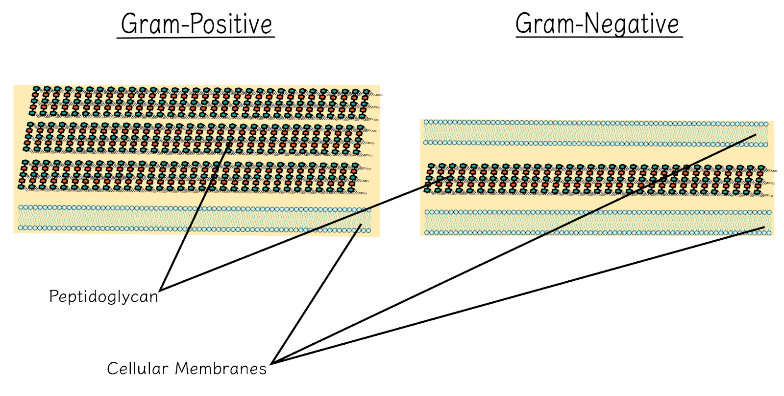 Gram-Positive
Gram-Negative
Peptidoglycan
Cellular Membranes